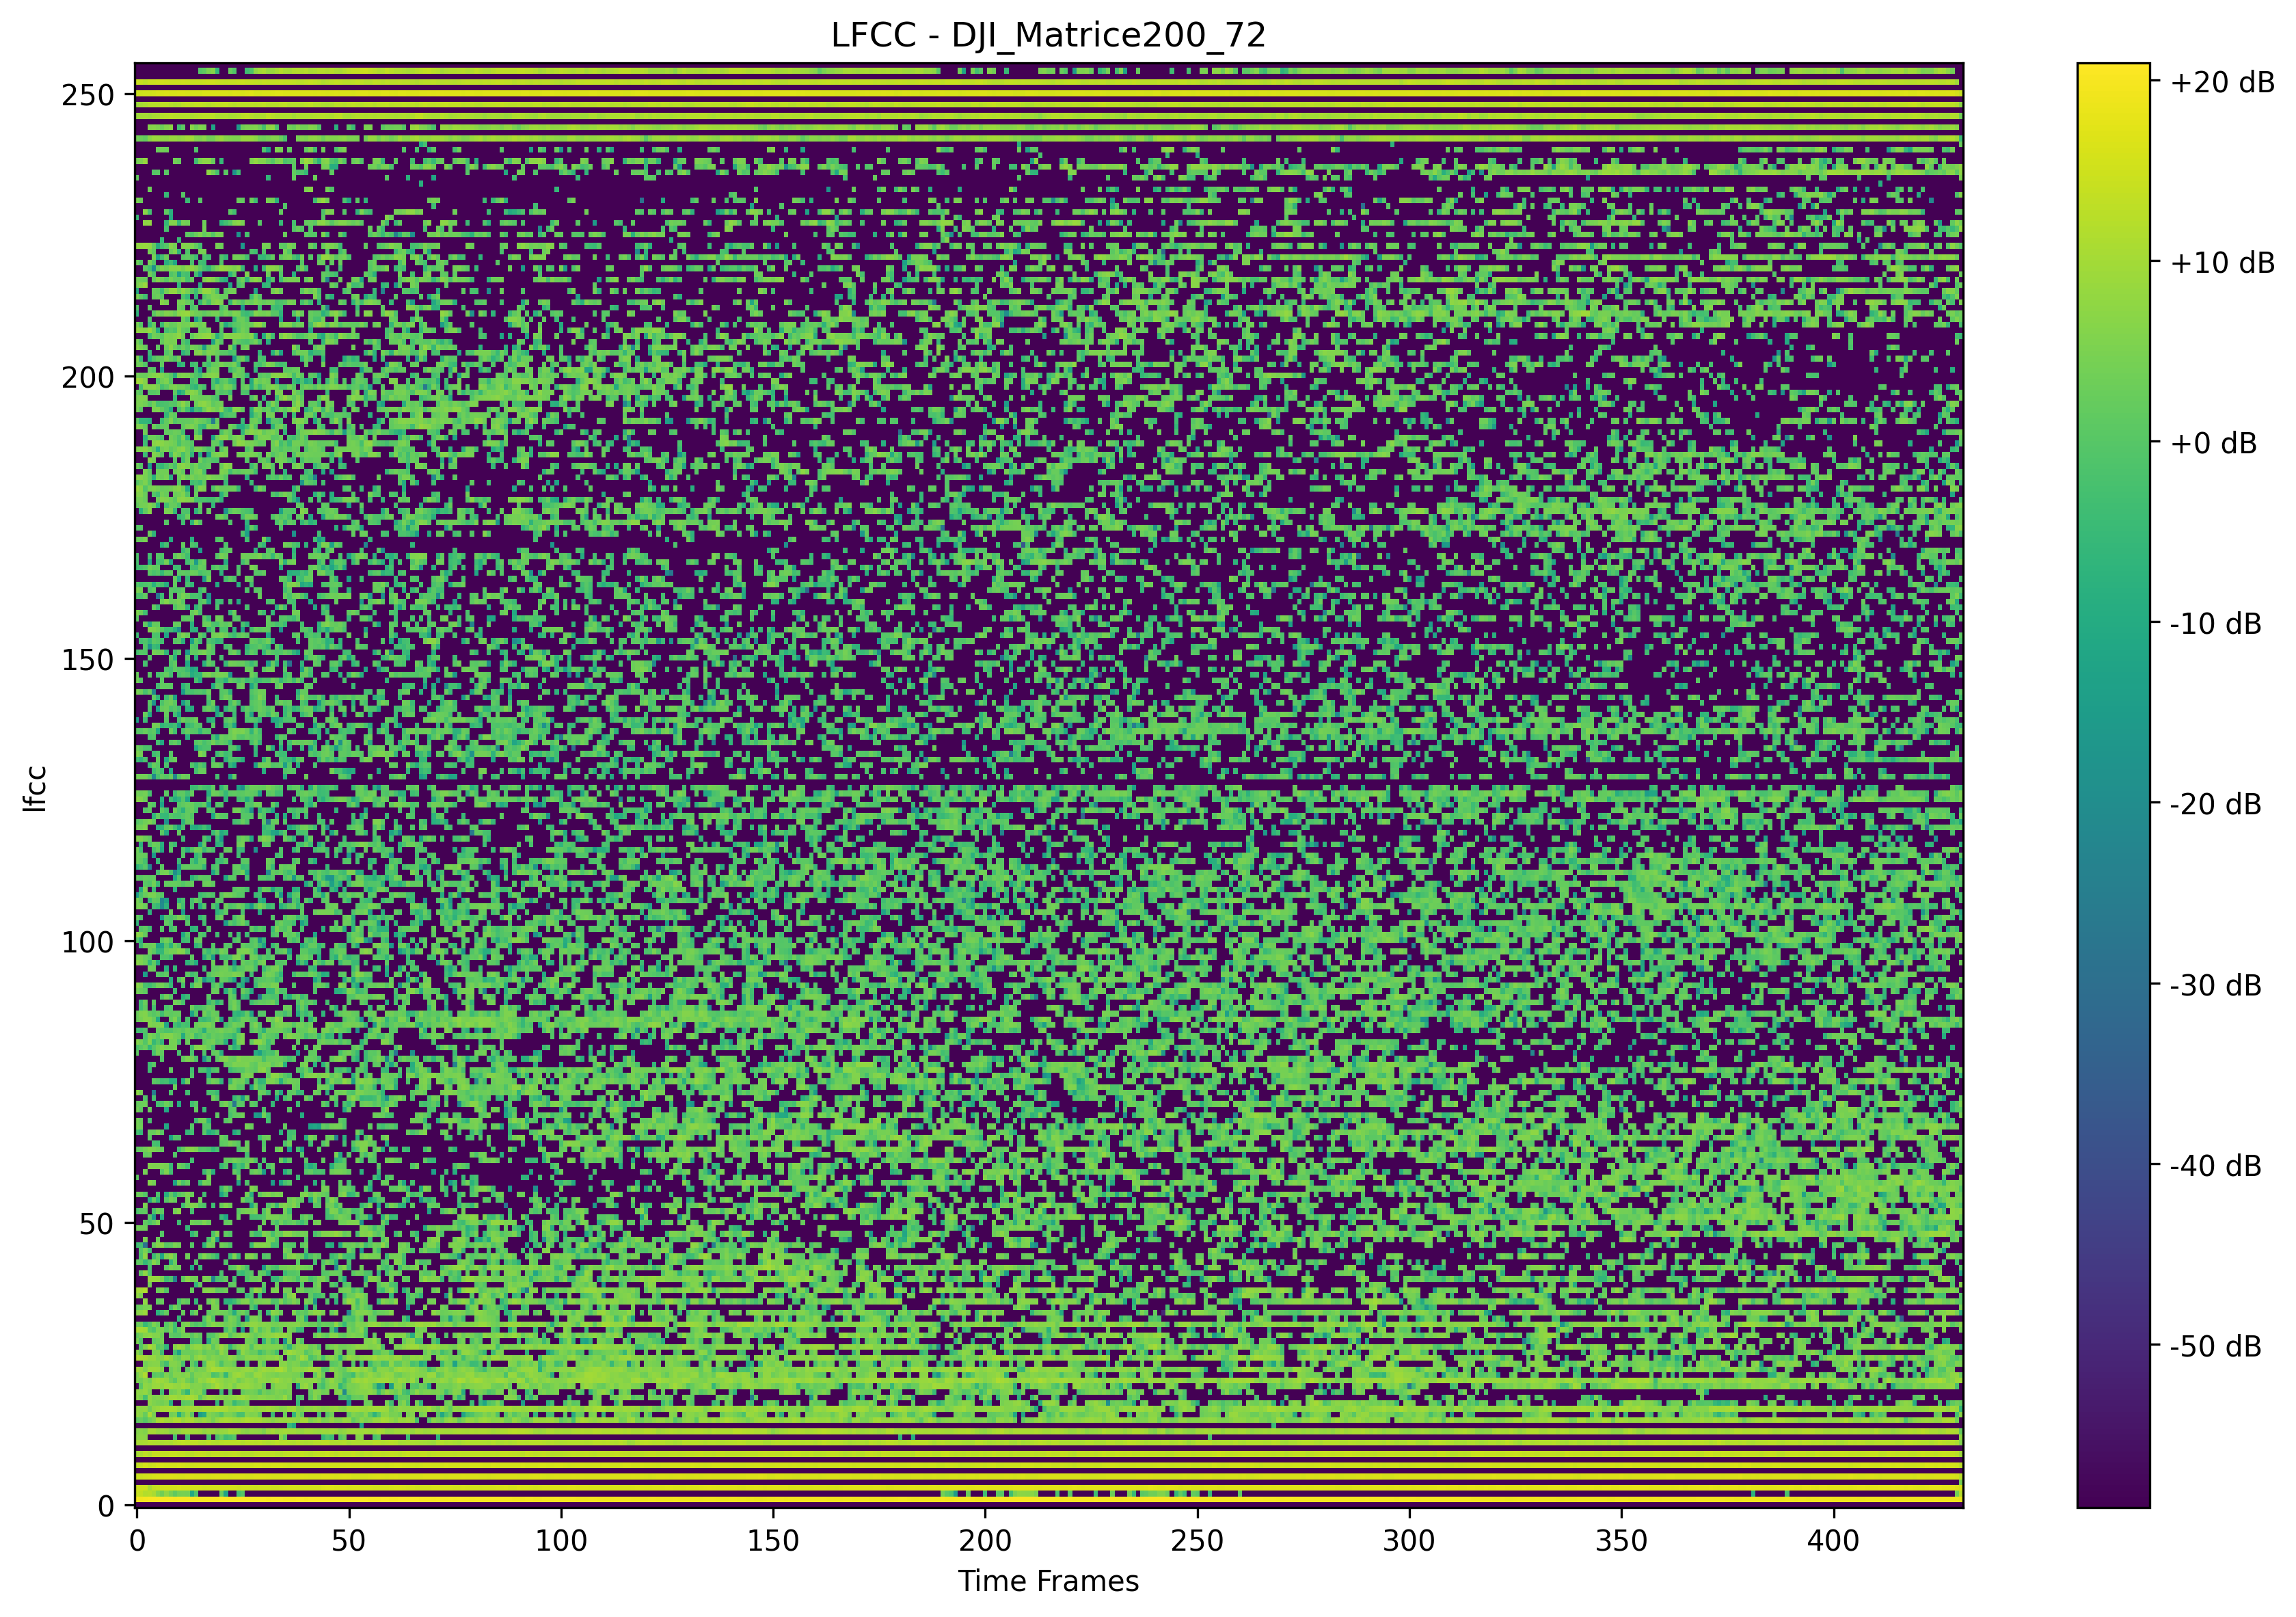 LFCC - DJI_Matrice200_72
250
200
150
100
50
0
lfcc
0 50 100 150 200 250 300 350 400
Time Frames
+20 dB
+10 dB
+0 dB
-10 dB
-20 dB
-30 dB
-40 dB
-50 dB